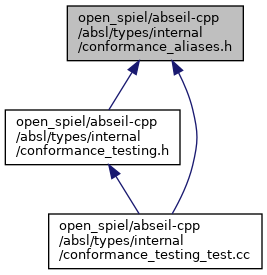 open_spiel/abseil-cpp
/absl/types/internal
/conformance_aliases.h
open_spiel/abseil-cpp
/absl/types/internal
/conformance_testing.h
open_spiel/abseil-cpp
/absl/types/internal
/conformance_testing_test.cc